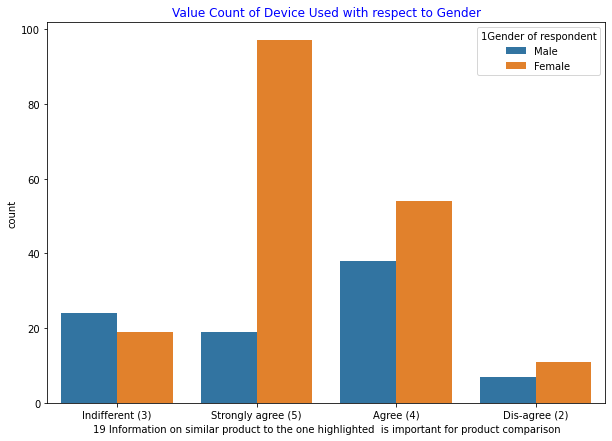 Value Count of Device Used with respect to Gender
1Gender of respondent
Male
Female
100
80
60
40
20
0
count
Indifferent (3) Strongly agree (5) Agree (4) Dis-agree (2)
19 Information on similar product to the one highlighted  is important for product comparison